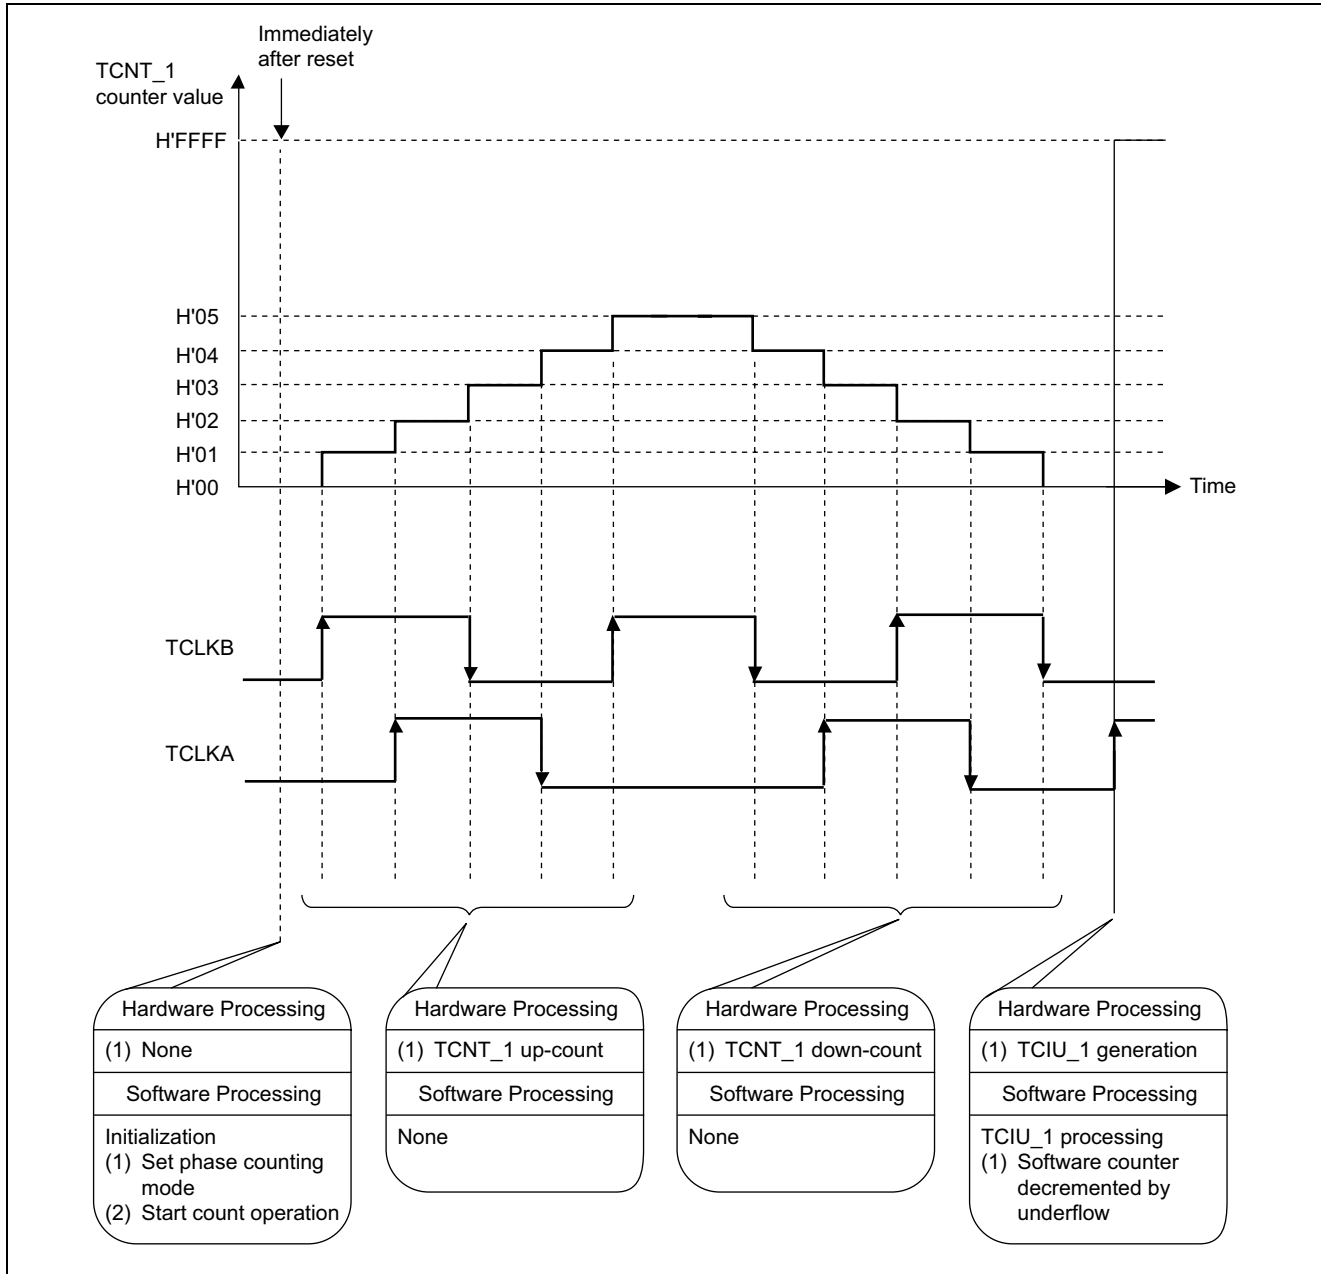 Immediately
after reset
TCNT_1
counter value
H'FFFF
H'05
H'04
H'03
H'02
H'01
H'00
Time
TCLKB
TCLKA
Hardware Processing
(1) None
Software Processing
Initialization
(1) Set phase counting
mode
(2) Start count operation
Hardware Processing
(1) TCNT_1 up-count
Software Processing
None
Hardware Processing
(1) TCNT_1 down-count
Software Processing
None
Hardware Processing
(1) TCIU_1 generation
Software Processing
TCIU_1 processing
(1) Software counter
decremented by
underflow